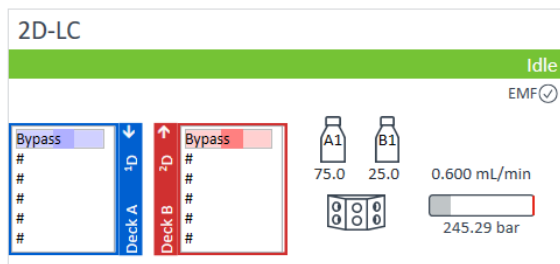 2D-LC
Idle
EMF
Bypass
#
#
#
#
#
¹D
Deck A
²D
Deck B
Bypass
#
#
#
#
#
A1
B1
75.0
25.0
0.600 mL/min
245.29 bar